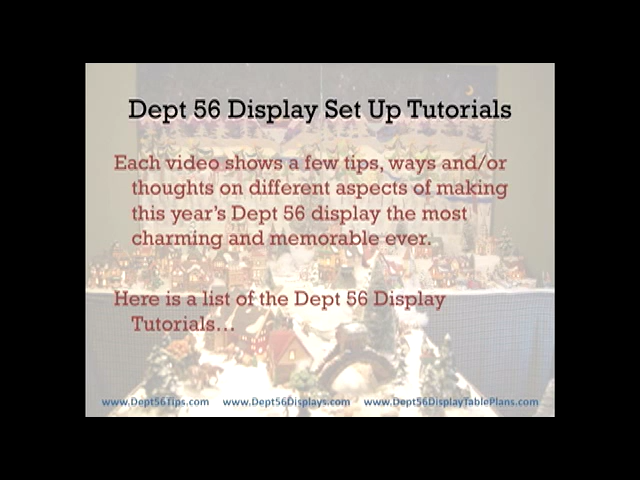 Dept 56 Display Set Up Tutorials
Each video shows a few tips, ways and/or
thoughts on different aspects of making
this year's Dept 56 display the most
charming and memorable ever.
Here is a list of the Dept 56 Display
Tutorials...
www.Dept56Tips.com www.Dept56Displays.com www.Dept56DisplayTablePlans.com